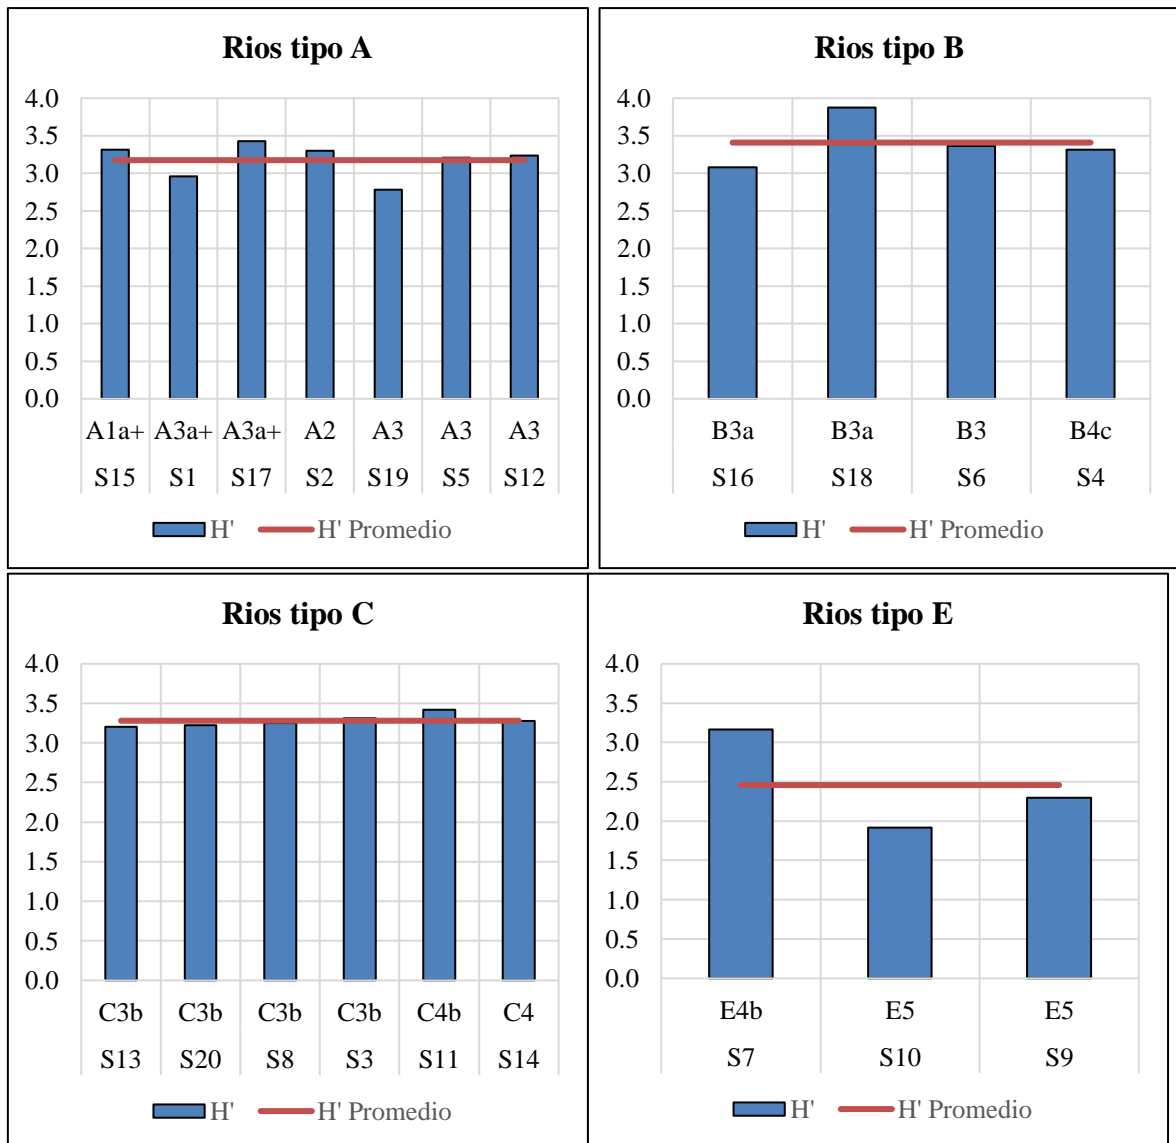 Rios tipo A
4.0
3.5
3.0
2.5
2.0
1.5
1.0
0.5
0.0
A1a+ A3a+ A3a+ A2 A3 A3 A3
S15 S1 S17 S2 S19 S5 S12
H' H' Promedio
Rios tipo B
4.0
3.5
3.0
2.5
2.0
1.5
1.0
0.5
0.0
B3a B3a B3 B4c
S16 S18 S6 S4
H' H' Promedio
Rios tipo C
4.0
3.5
3.0
2.5
2.0
1.5
1.0
0.5
0.0
C3b C3b C3b C3b C4b C4
S13 S20 S8 S3 S11 S14
H' H' Promedio
Rios tipo E
4.0
3.5
3.0
2.5
2.0
1.5
1.0
0.5
0.0
E4b E5 E5
S7 S10 S9
H' H' Promedio